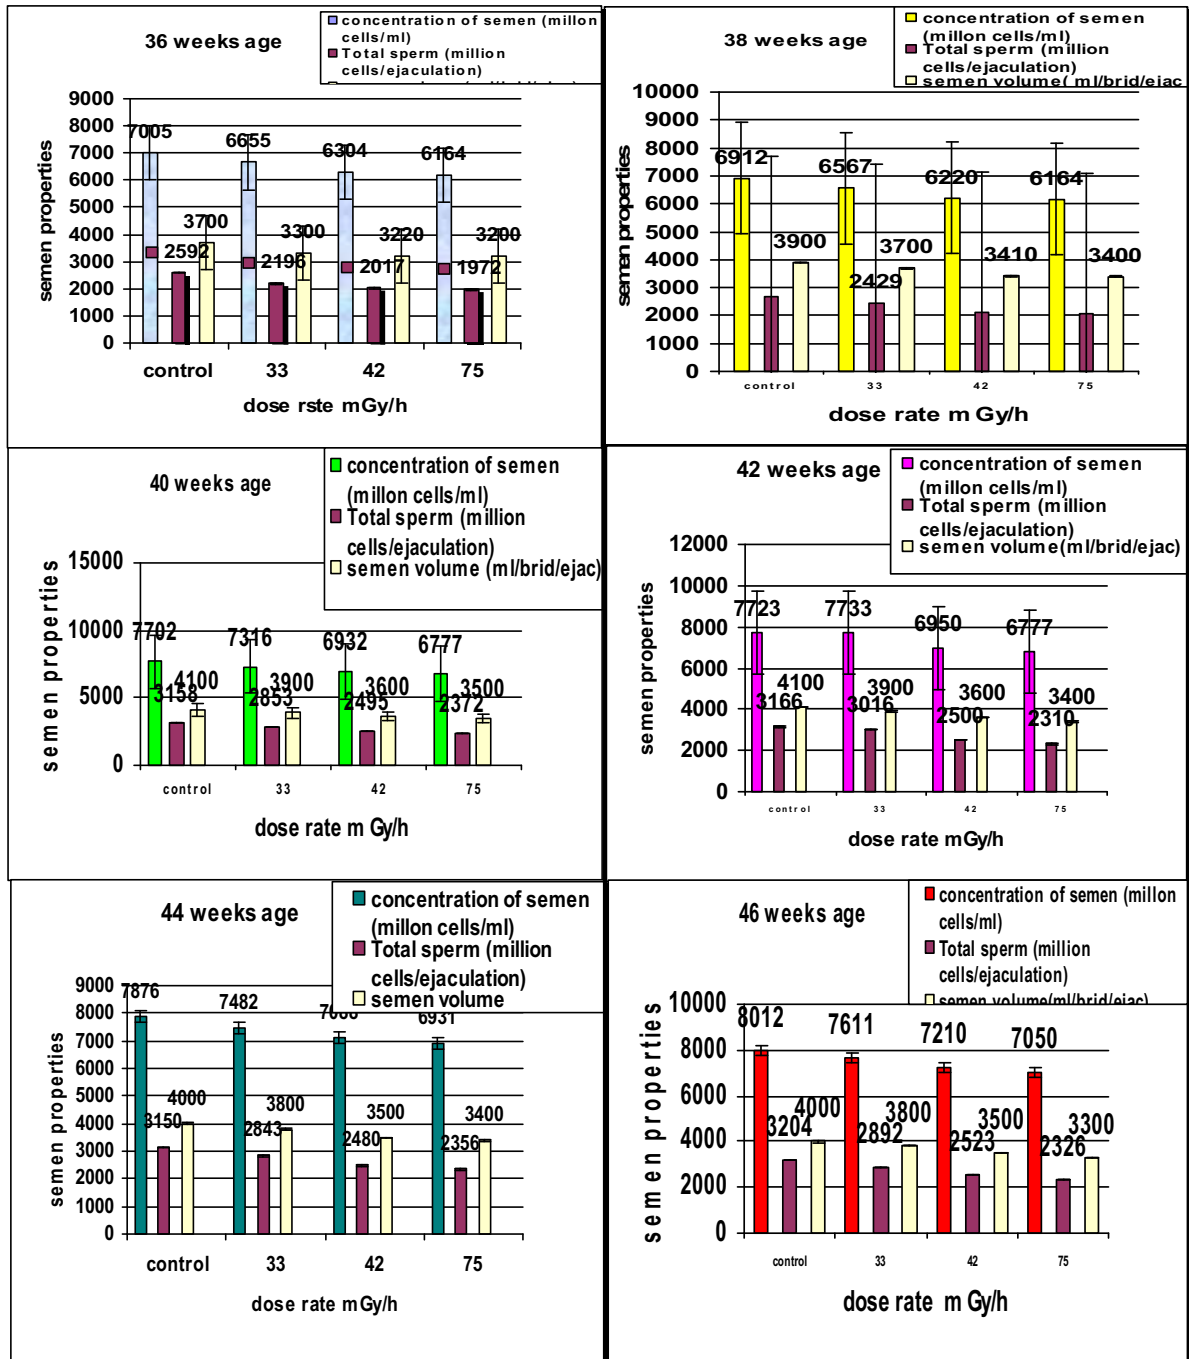 36 weeks age
concentration of semen (millon
cells/ml)
Total sperm (million
cells/ejaculation)
9000
8000
7000
6000
5000
4000
3000
2000
1000
0
semen properties
7005
6655
6304
6164
2592
2196
2017
1972
3700
3300
3220
3200
control 33 42 75
dose rste mGy/h
38 weeks age
concentration of semen
(millon cells/ml)
Total sperm (million
cells/ejaculation)
semen volume( ml/brid/ejac
10000
9000
8000
7000
6000
5000
4000
3000
2000
1000
0
semen properties
6912
6567
6220
6164
2429
3900
3700
3410
3400
control 33 42 75
dose rate m Gy/h
40 weeks age
concentration of semen
(millon cells/ml)
Total sperm (million
cells/ejaculation)
semen volume (ml/brid/ejac)
15000
10000
5000
0
semen properties
7702
7316
6932
6777
3158
2853
2495
2372
4100
3900
3600
3500
control 33 42 75
dose rate m Gy/h
42 weeks age
concentration of semen
(millon cells/ml)
Total sperm (million
cells/ejaculation)
semen volume(ml/brid/ejac)
12000
10000
8000
6000
4000
2000
0
semen properties
7723
7733
6950
6777
3166
3016
2500
2310
4100
3900
3600
3400
control 33 42 75
dose rate mGy/h
44 weeks age
concentration of semen
(millon cells/ml)
Total sperm (million
cells/ejaculation)
semen volume
9000
8000
7000
6000
5000
4000
3000
2000
1000
0
semen properties
7876
7482
6931
3150
2843
2480
2356
4000
3800
3500
3400
control 33 42 75
dose rate mGy/h
46 weeks age
concentration of semen (millon
cells/ml)
Total sperm (million
cells/ejaculation)
semen volume(ml/brid/ejac)
10000
8000
6000
4000
2000
0
semen properties
8012
7611
7210
7050
3204
2892
2523
2326
4000
3800
3500
3300
control 33 42 75
dose rate m Gy/h